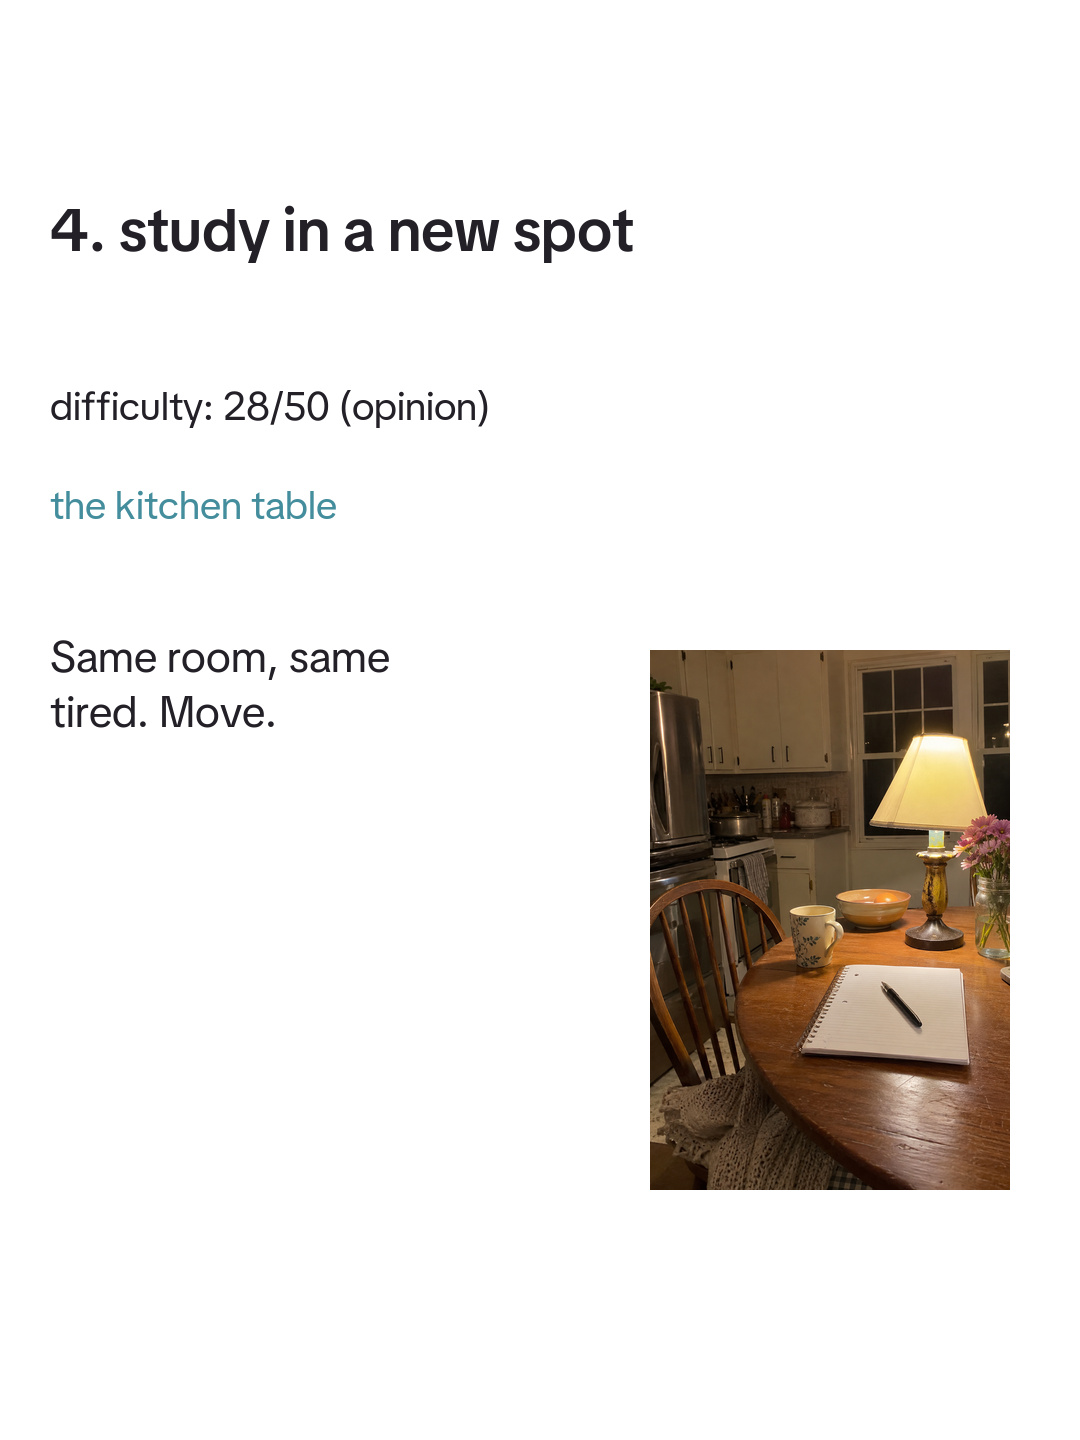 4. study in a new spot
difficulty: 28/50 (opinion)
the kitchen table
Same room, same
tired. Move.